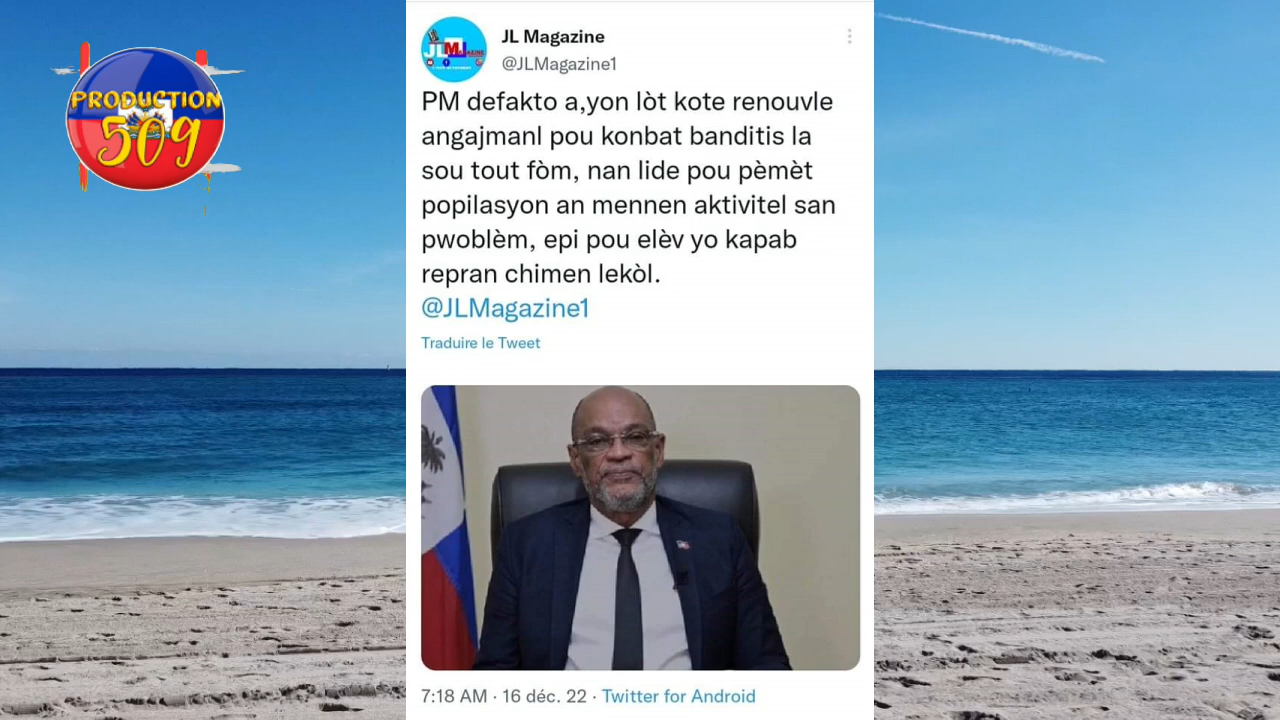 PRODUCTION
509
JL Magazine
@JLMagazine1
PM defakto a,yon lòt kote renouvle
angajmanl pou konbat banditis la
sou tout fòm, nan lide pou pèmèt
popilasyon an mennen aktivitel san
pwoblèm, epi pou elèv yo kapab
repran chimen lekòl.
@JLMagazine1
Traduire le Tweet
7:18 AM · 16 déc. 22 · Twitter for Android